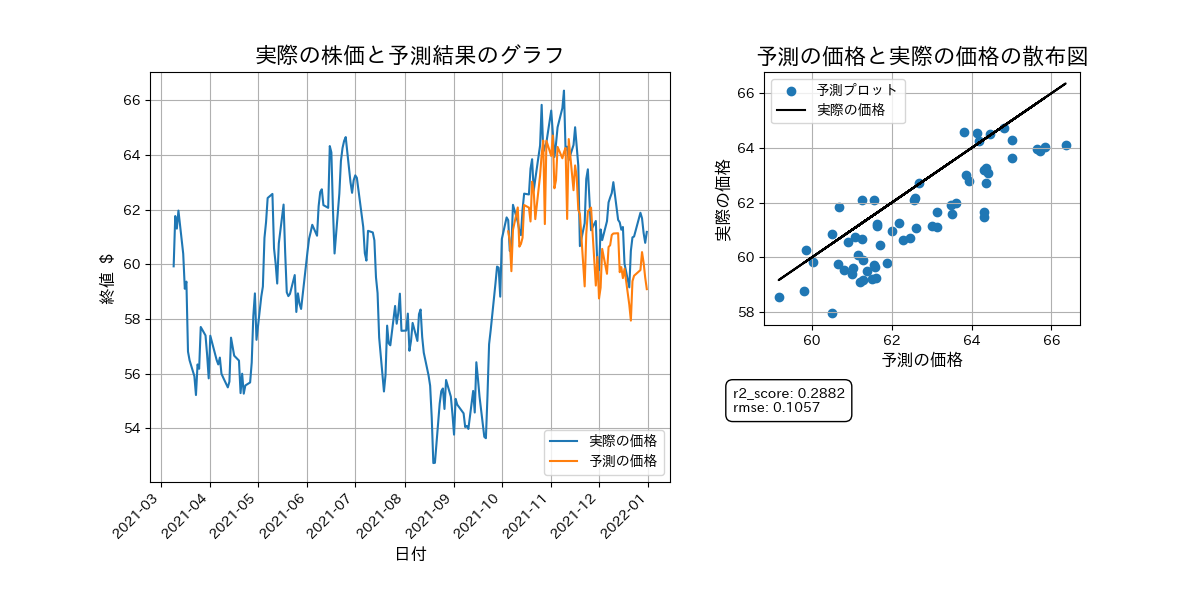 実際の株価と予測結果のグラフ
66
64
62
60
58
56
54
終値 $
実際の価格
予測の価格
2021-03
2021-04
2021-05
2021-06
2021-07
2021-08
2021-09
2021-10
2021-11
2021-12
2022-01
日付
予測の価格と実際の価格の散布図
予測プロット
実際の価格
66
64
62
60
58
実際の価格
60
62
64
66
予測の価格
r2_score: 0.2882
rmse: 0.1057